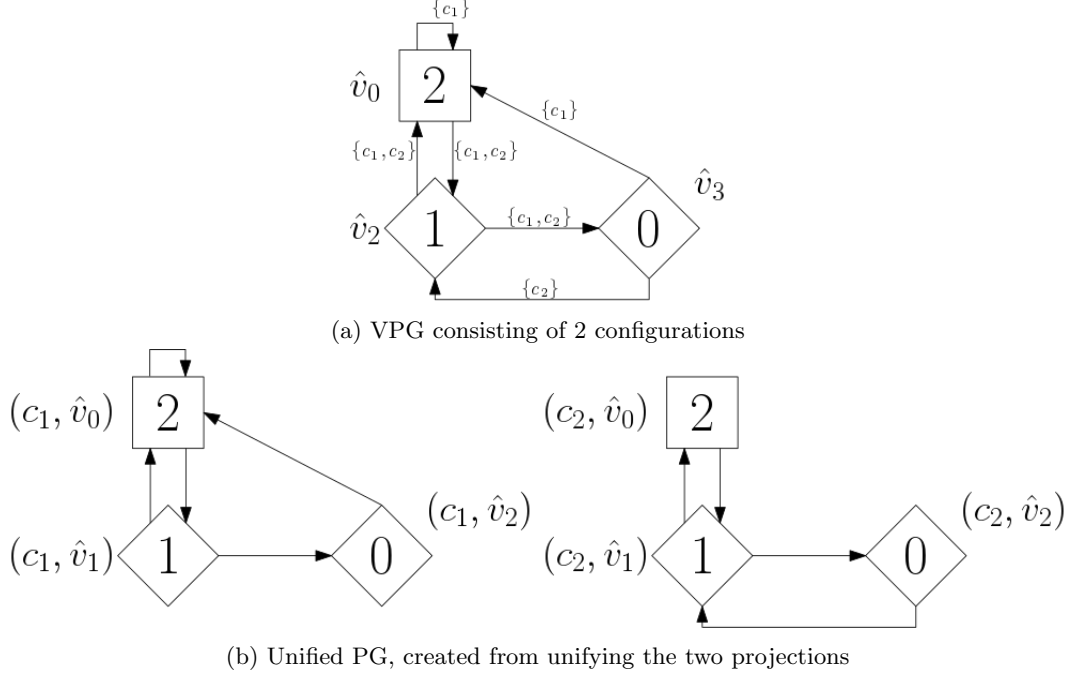 {c₁}
v̂₀ 2
{c₁}
{c₁,c₂} {c₁,c₂}
v̂₃
v̂₂ 1 {c₁,c₂} 0
{c₂}
(a) VPG consisting of 2 configurations
(c₁, v̂₀) 2 (c₂, v̂₀) 2
(c₁, v̂₂) (c₂, v̂₂)
(c₁, v̂₁) 1 0 (c₂, v̂₁) 1 0
(b) Unified PG, created from unifying the two projections